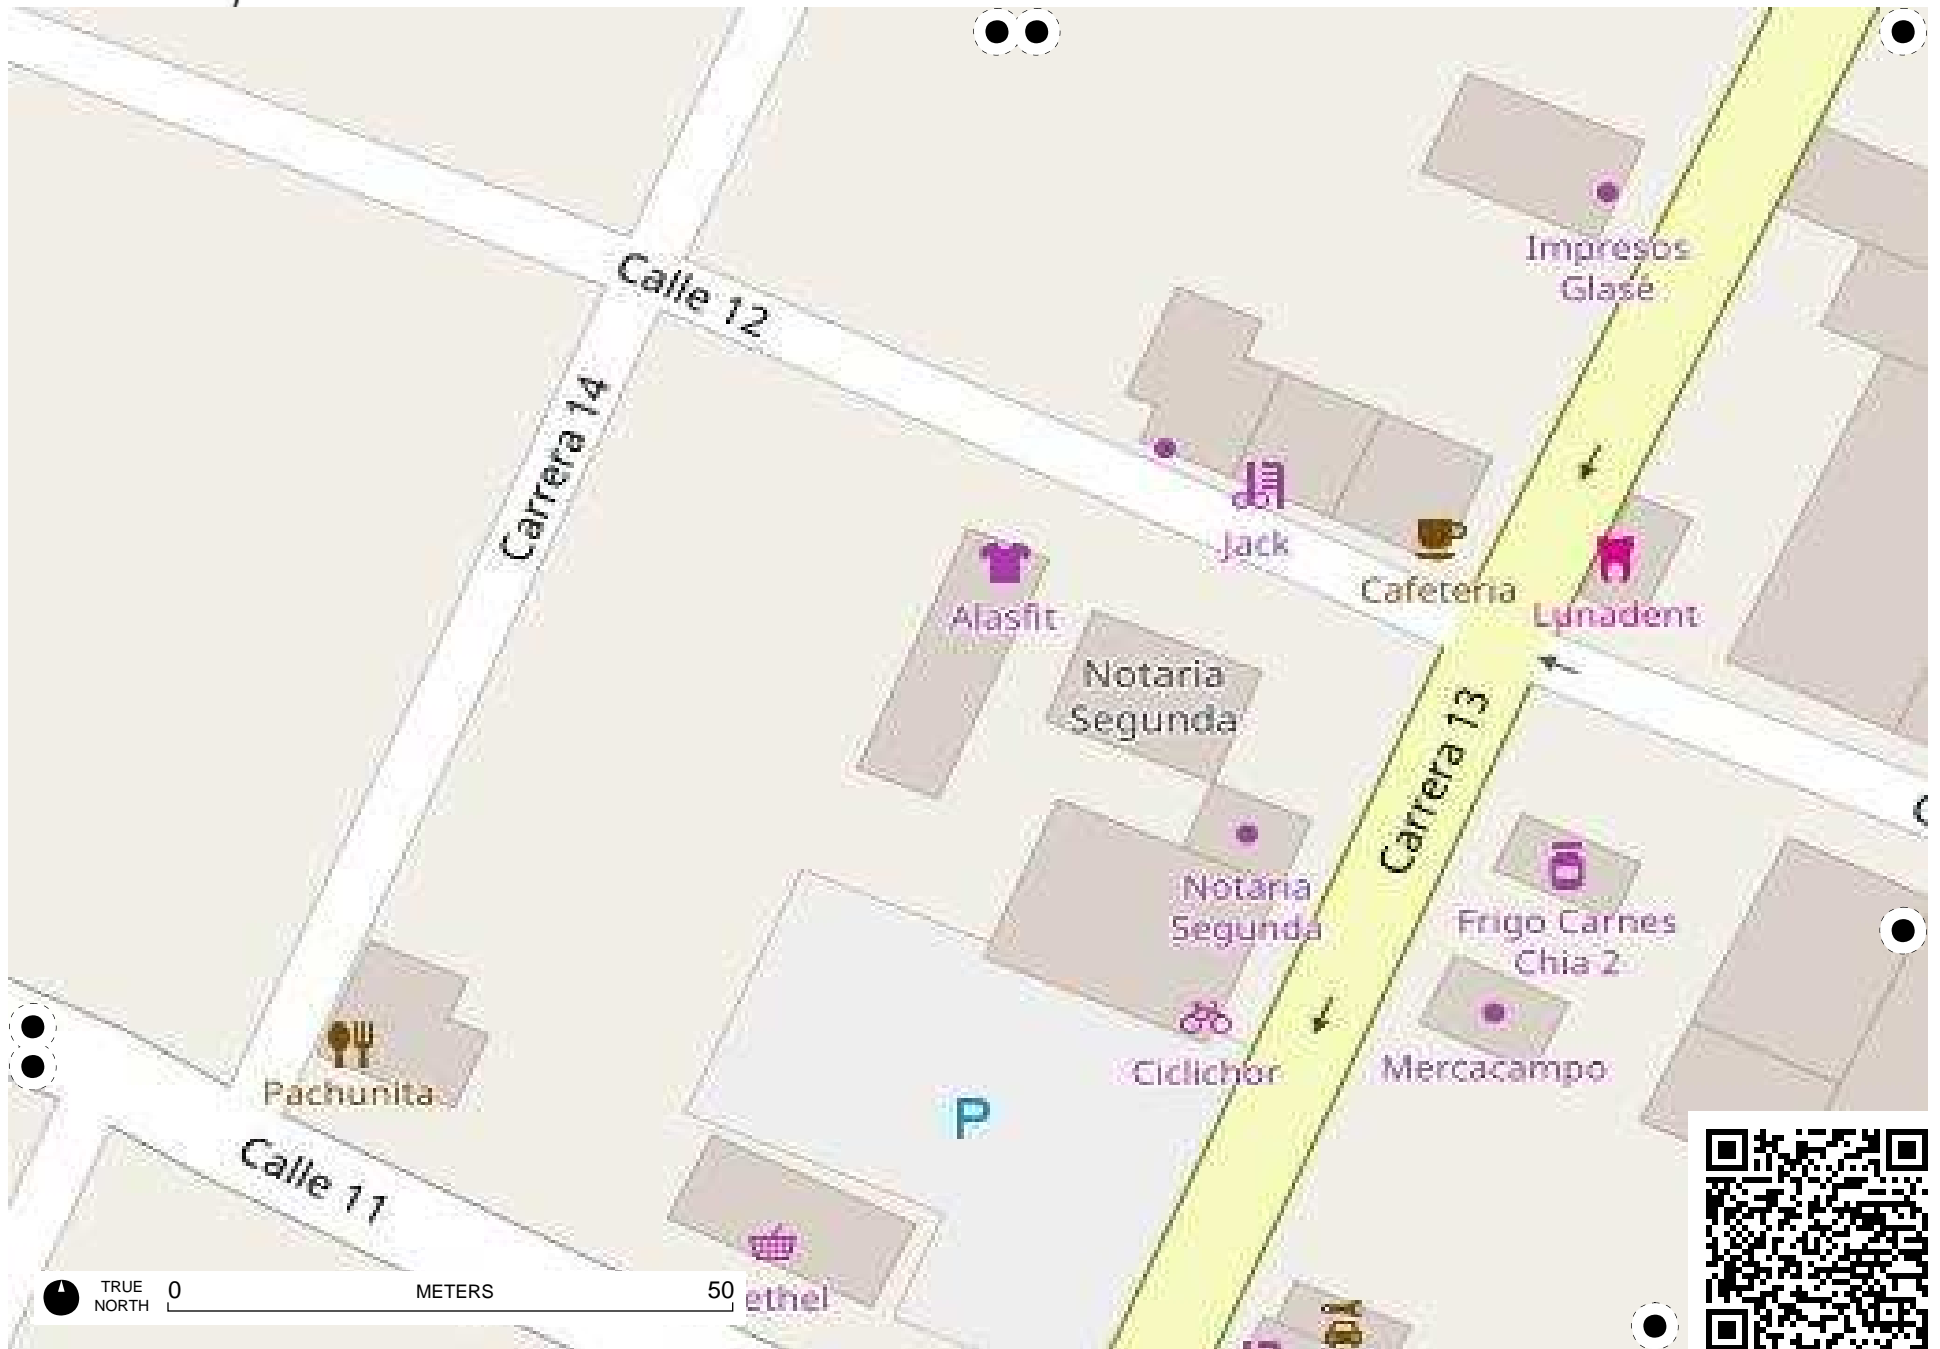 Impresos
Glase
Calle 12
Carrera 14
Jack
Cafeteria
Lunadent
Alasfit
Notaria
Segunda
Carrera 13
Notaria
Segunda
Frigo Carnes
Chia 2
Ciclichor
Mercacampo
Pachunita
Calle 11
TRUE
NORTH
0 METERS 50
ethel